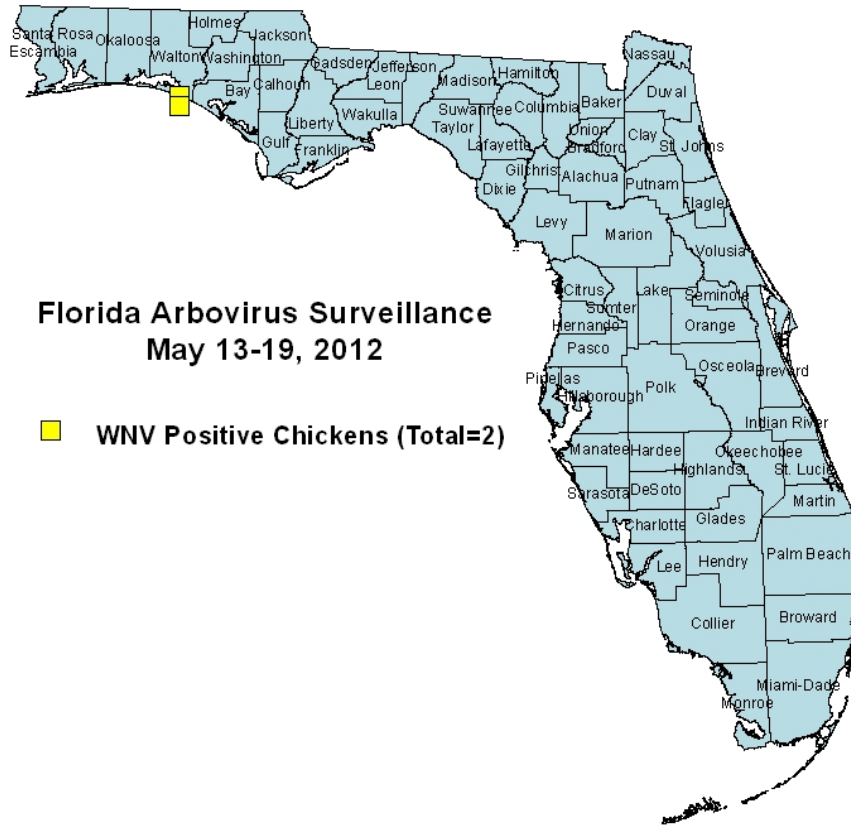 Holmes
Santa Rosa Okaloosa Walton Washington Jackson
Escambia
Bay Calhoun Gadsden Jefferson
Leon Madison Hamilton
Liberty Wakulla
Gulf Franklin
Suwannee Columbia Baker Nassau
Taylor Duval
Lafayette Union Clay St. Johns
Bradford
Dixie Gilchrist Alachua Putnam
Flagler
Levy Marion
Volusia
Citrus Lake
Sumter Seminole
Hernando Orange
Pasco
Osceola Brevard
Pinellas Hillsborough Polk
Indian River
Manatee Hardee Okeechobee
Highlands St. Lucie
Sarasota DeSoto
Martin
Charlotte Glades
Lee Hendry Palm Beach
Collier Broward
Miami-Dade
Monroe
Florida Arbovirus Surveillance
May 13-19, 2012
WNV Positive Chickens (Total=2)